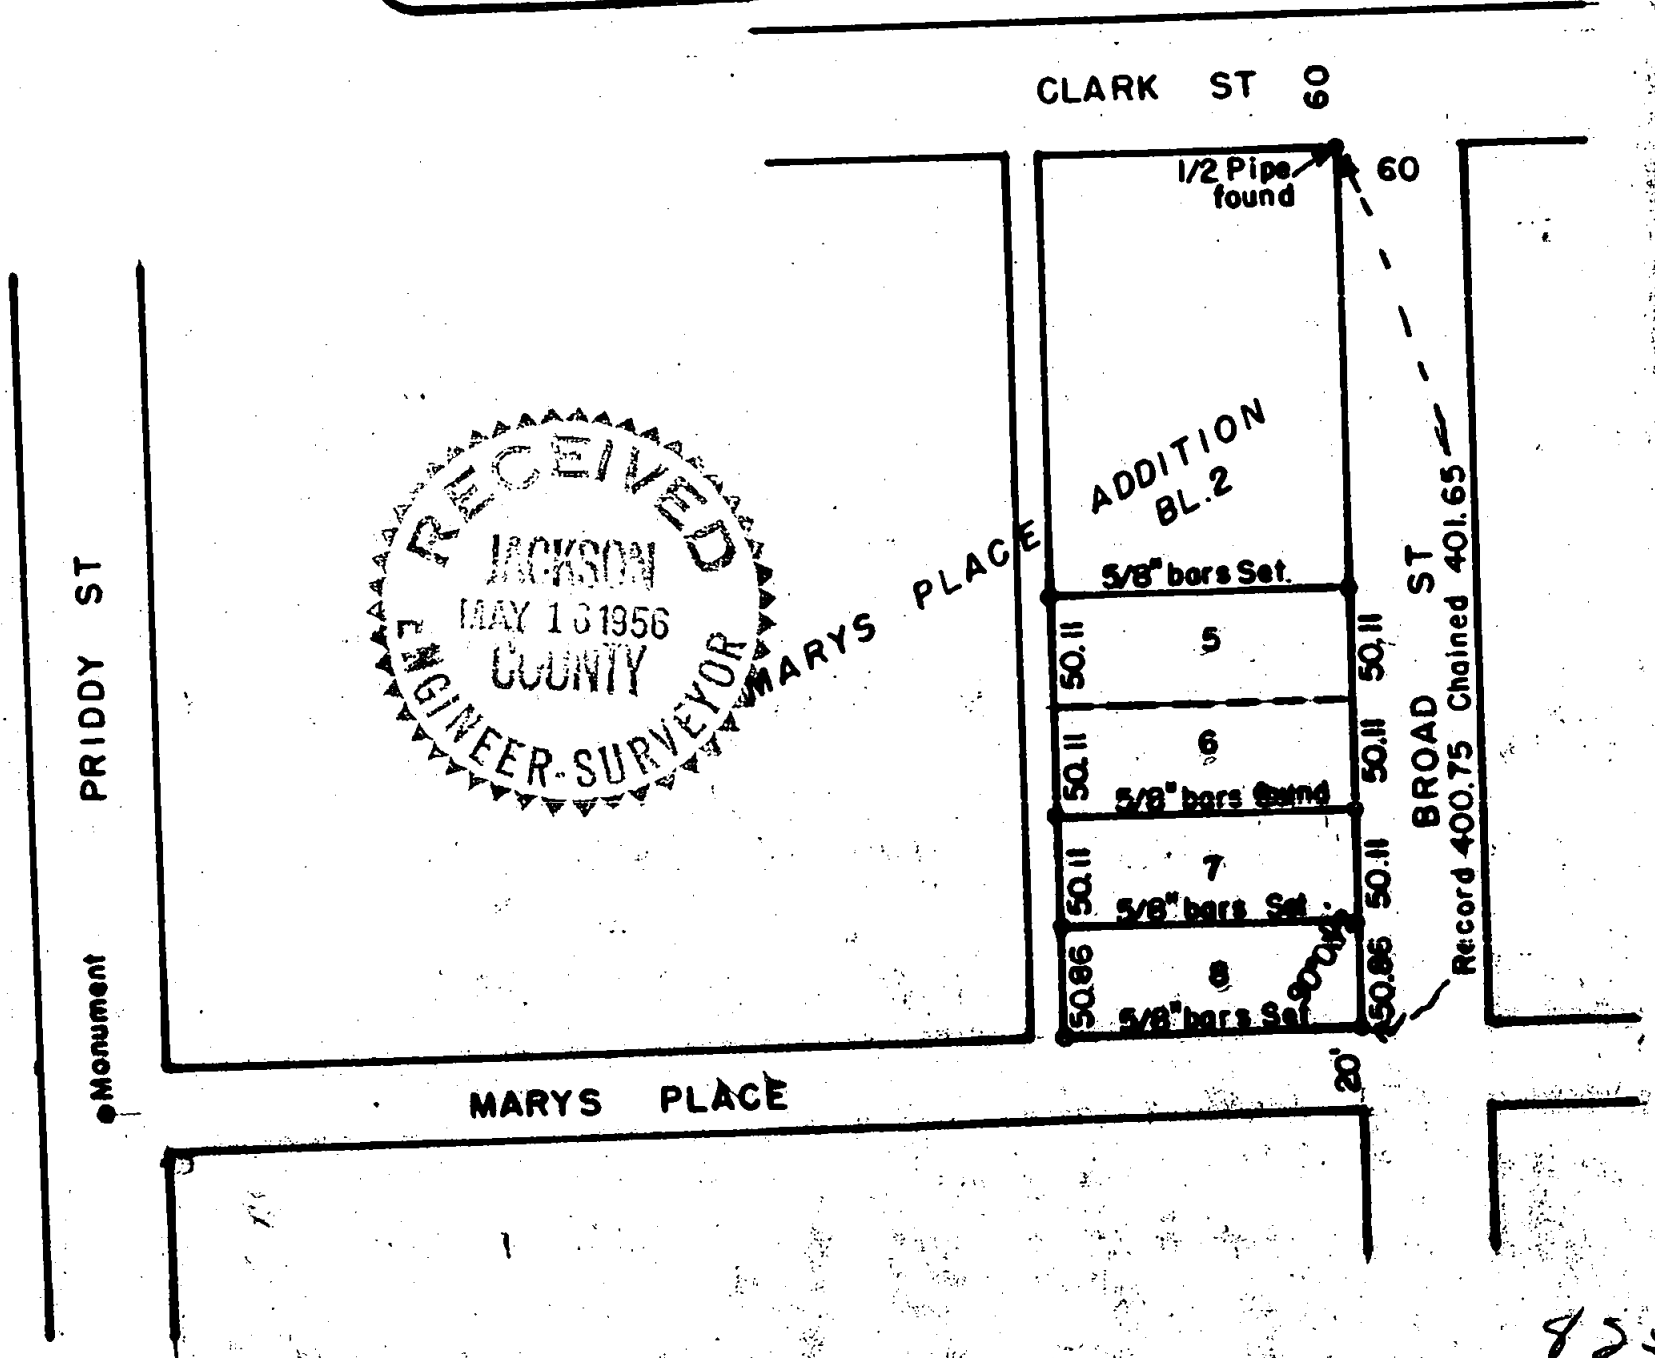 CLARK ST 60
1/2 Pipe
found
60
ADDITION
BL.2
MARYS PLACE
5/8" bars Set.
50.11 5 50.11
50.11 6 50.11
5/8" bars found
50.11 7 50.11
5/8" bars Set
50.86 8 50.86
5/8" bars Set
20'
BROAD ST
Record 400.75 Chained 401.65
PRIDDY ST
Monument
MARYS PLACE
RECEIVED
JACKSON
MAY 16 1956
COUNTY
ENGINEER-SURVEYOR